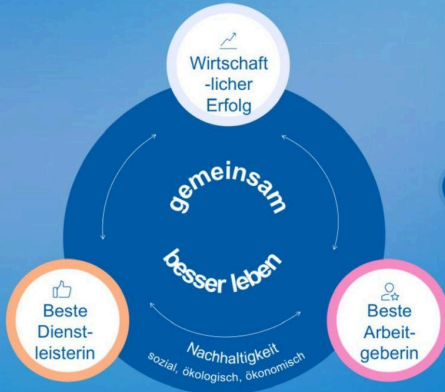 Wirtschaft
-licher
Erfolg
gemeinsam
besser leben
Beste
Dienst-
leisterin
Beste
Arbeit-
geberin
Nachhaltigkeit
sozial, ökologisch, ökonomisch